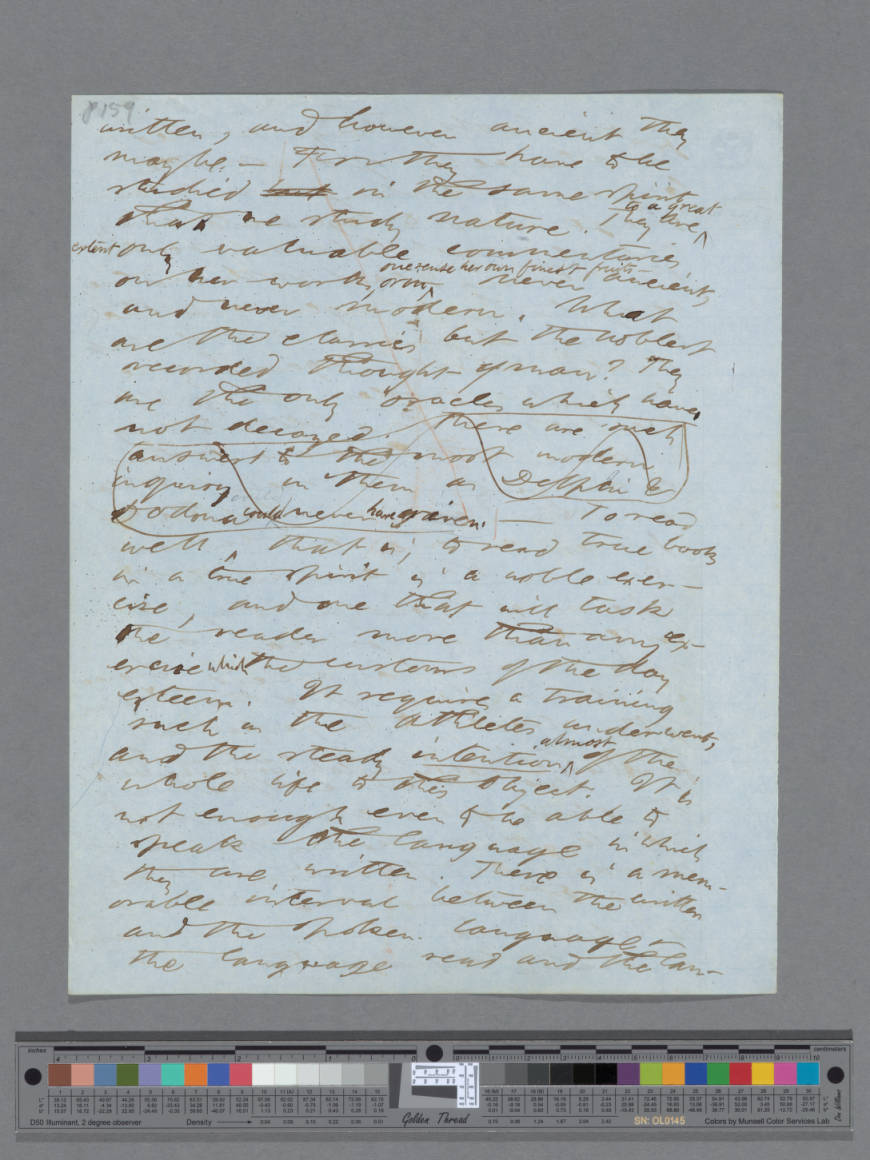 p 159
written, and however ancient they
may be. — For they have to be
studied but in the same spirit
that we study nature. They are to a great
extent only valuable commentaries
on her works, one sense her own finest fruits — never ancient,
and never modern. What
are the classics but the noblest
recorded thought of man? They
are the only oracles which have
not decayed. There are such
answers to the most modern
inquiry in them as Delphi &
Dodona could never have given. — To read
well, that is, to read true books
in a true spirit is a noble exer-
cise, and one that will task
the reader more than any ex-
ercise which the customs of the day
esteem. It requires a training
such as the athletes underwent,
and the steady intention almost of the
whole life to this object. It is
not enough even to be able to
speak the language in which
they are written. There is a mem-
orable interval between the written
and the spoken language &
the language read and the lan-
inches
centimeters
D50 Illuminant, 2 degree observer
Density
Golden Thread
SN: OL0145
Colors by Munsell Color Services Lab